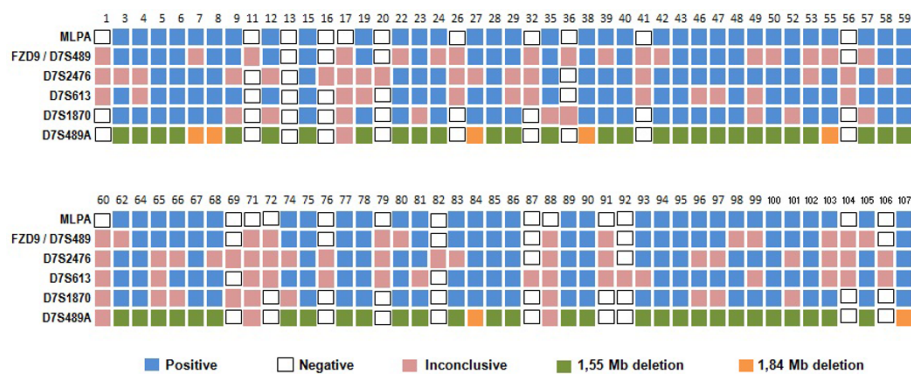 1 3 4 5 6 7 8 9 11 12 13 15 16 17 19 20 22 23 24 26 27 28 29 32 35 36 38 39 40 41 42 43 46 47 48 49 50 52 53 55 56 57 58 59
MLPA
FZD9 / D7S489
D7S2476
D7S613
D7S1870
D7S489A
60 62 64 65 66 67 68 69 71 72 74 75 76 77 78 79 80 81 82 83 84 85 86 87 88 89 90 91 92 93 94 95 96 97 98 99 100 101 102 103 104 105 106 107
MLPA
FZD9 / D7S489
D7S2476
D7S613
D7S1870
D7S489A
Positive Negative Inconclusive 1,55 Mb deletion 1,84 Mb deletion